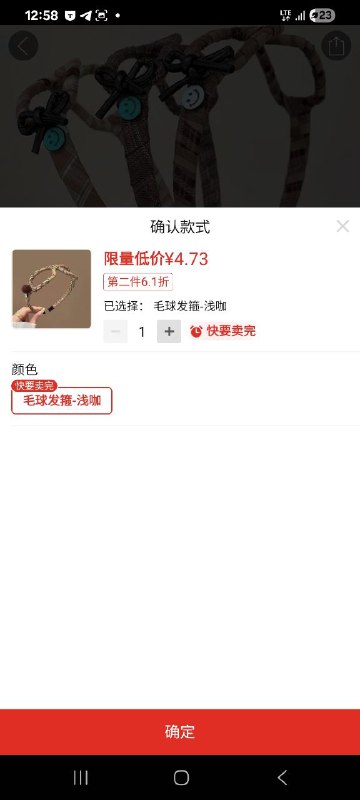 12:58
LTE
23
确认款式
限量低价¥4.73
第二件6.1折
已选择： 毛球发箍-浅咖
1
快要卖完
颜色
快要卖完
毛球发箍-浅咖
确定